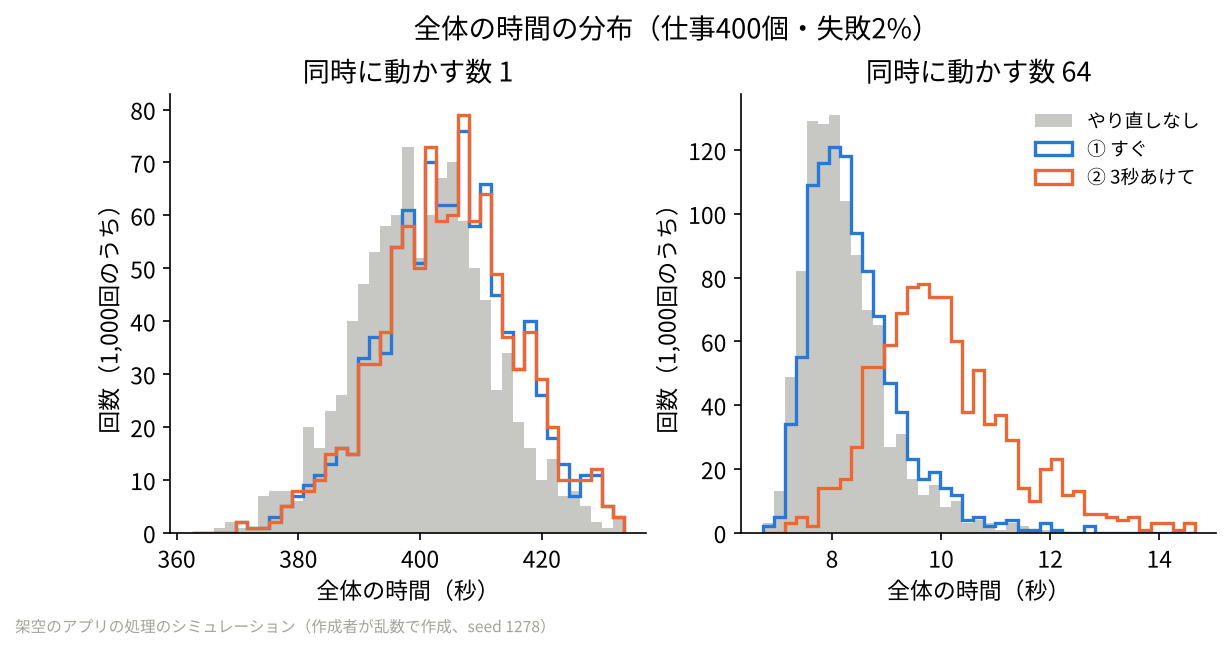 全体の時間の分布（仕事400個・失敗2%）
同時に動かす数 1
回数（1,000回のうち）
80
70
60
50
40
30
20
10
0
360
380
400
420
全体の時間（秒）
同時に動かす数 64
回数（1,000回のうち）
120
100
80
60
40
20
0
8
10
12
14
全体の時間（秒）
やり直しなし
① すぐ
② 3秒あけて
架空のアプリの処理のシミュレーション（作成者が乱数で作成、seed 1278）